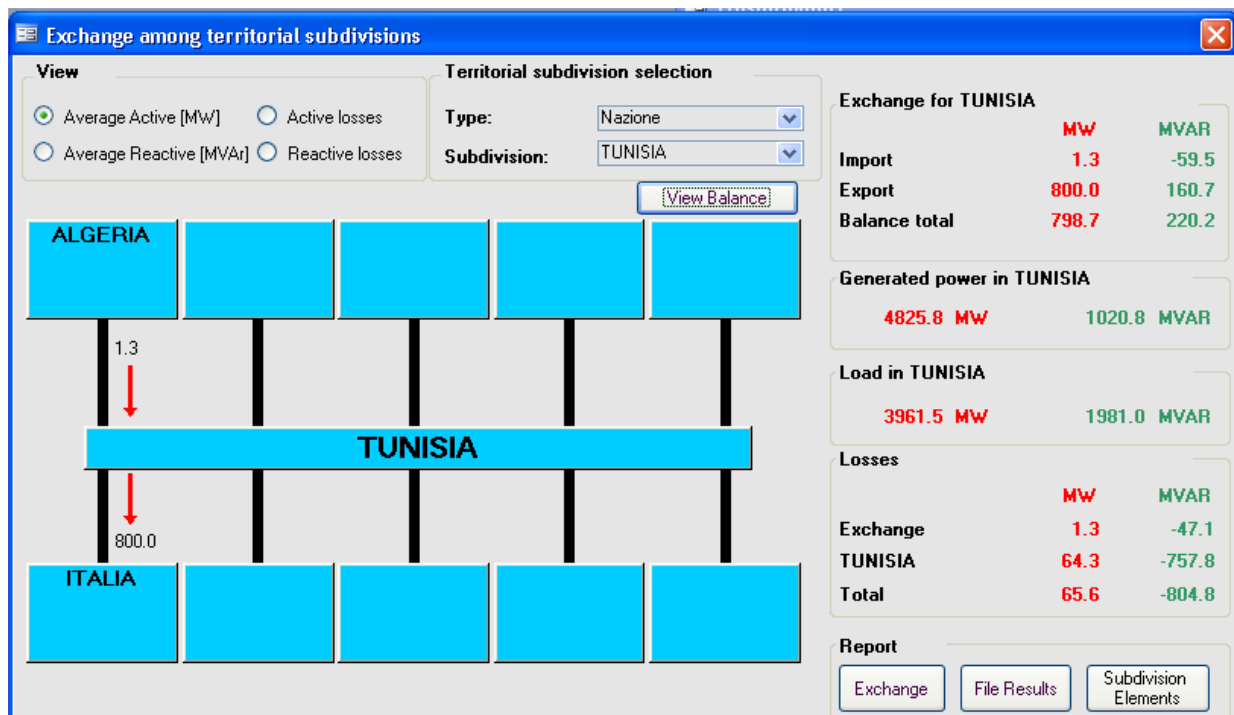 Exchange among territorial subdivisions
View
Average Active [MW] Active losses
Average Reactive [MVAr] Reactive losses
Territorial subdivision selection
Type: Nazione
Subdivision: TUNISIA
View Balance
ALGERIA
1.3
TUNISIA
800.0
ITALIA
Exchange for TUNISIA
MW MVAR
Import 1.3 -59.5
Export 800.0 160.7
Balance total 798.7 220.2
Generated power in TUNISIA
4825.8 MW 1020.8 MVAR
Load in TUNISIA
3961.5 MW 1981.0 MVAR
Losses
MW MVAR
Exchange 1.3 -47.1
TUNISIA 64.3 -757.8
Total 65.6 -804.8
Report
Exchange File Results Subdivision
Elements